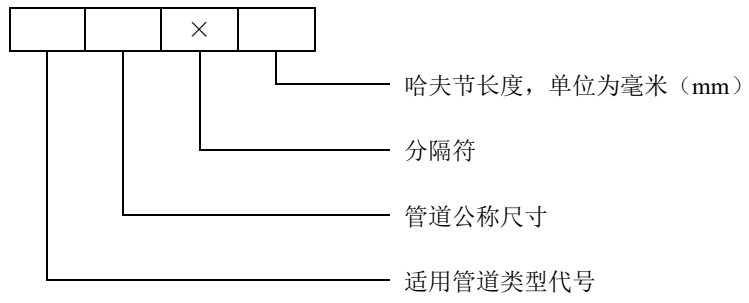 ×
哈夫节长度，单位为毫米（mm）
分隔符
管道公称尺寸
适用管道类型代号